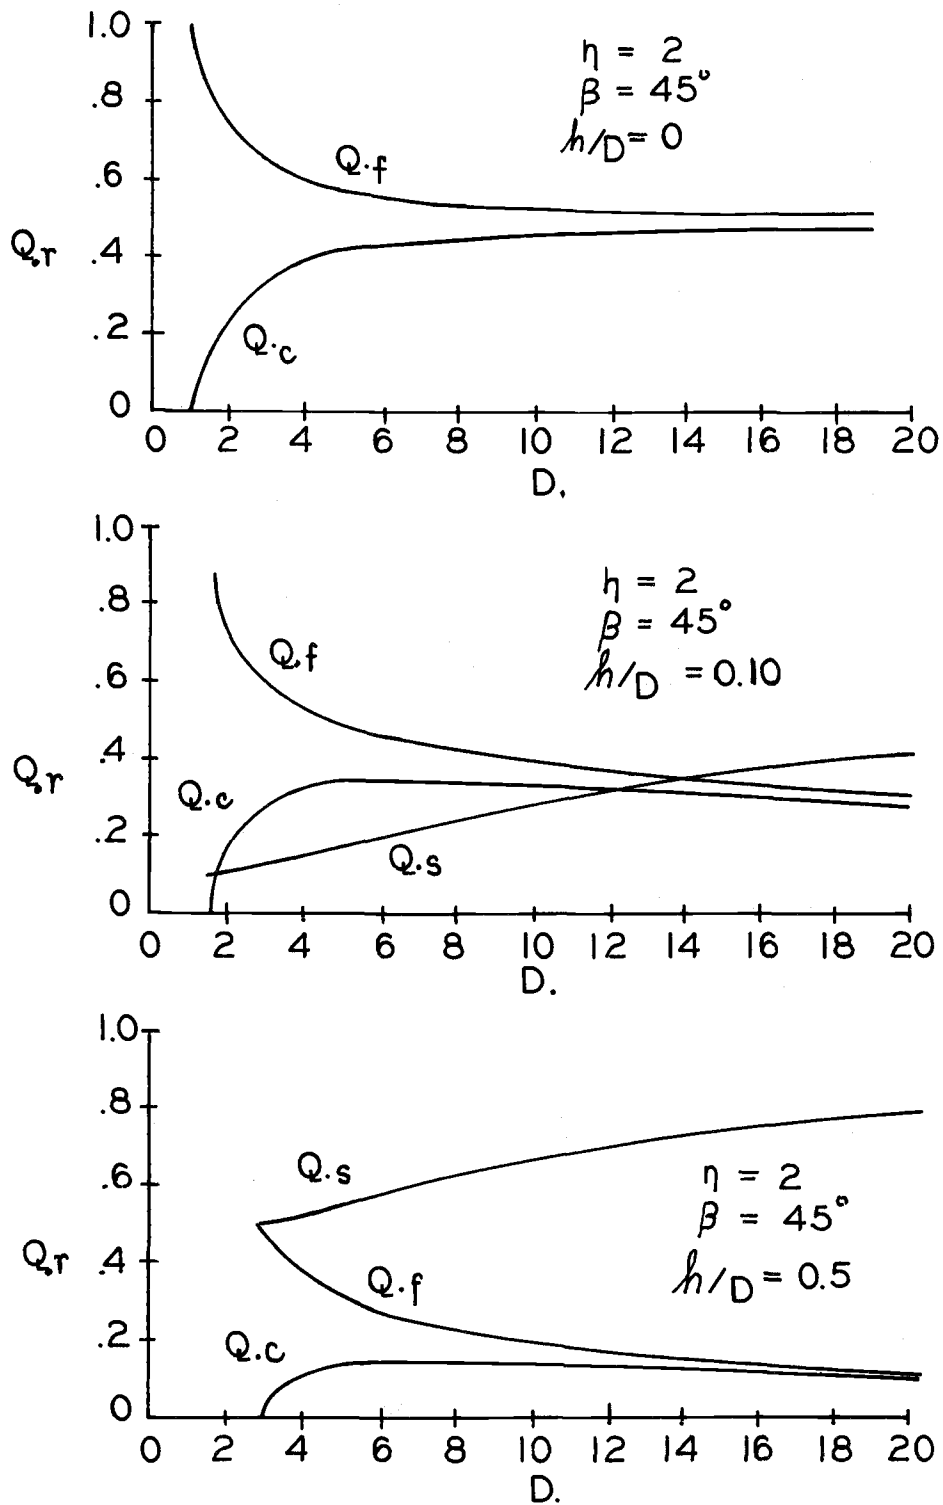 1.0
.8
.6
Q.r
.4
.2
0
0 2 4 6 8 10 12 14 16 18 20
D.
η = 2
β = 45°
h/D = 0
Q.f
Q.c
1.0
.8
.6
Q.r
.4
.2
0
0 2 4 6 8 10 12 14 16 18 20
D.
η = 2
β = 45°
h/D = 0.10
Q.f
Q.c
Q.s
1.0
.8
.6
Q.r
.4
.2
0
0 2 4 6 8 10 12 14 16 18 20
D.
Q.s
η = 2
β = 45°
h/D = 0.5
Q.f
Q.c